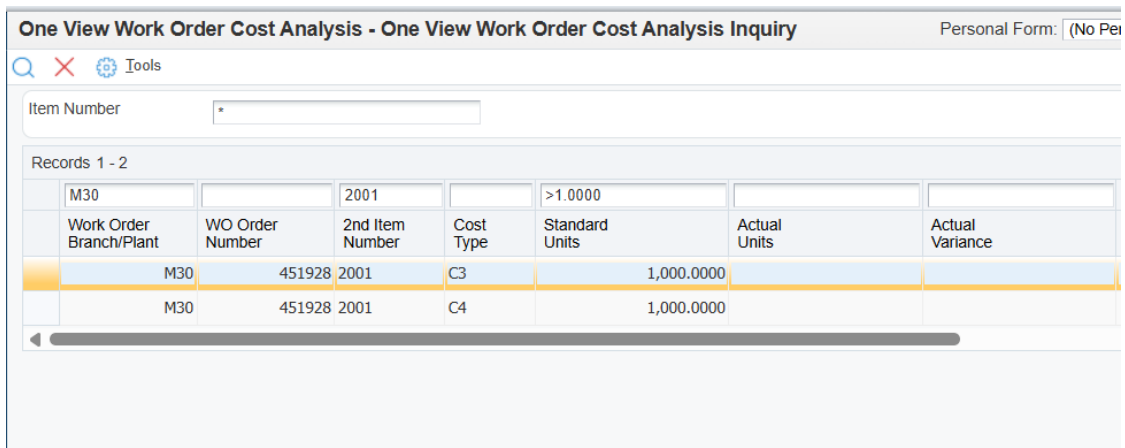 One View Work Order Cost Analysis - One View Work Order Cost Analysis Inquiry Personal Form: (No Per
Tools
Item Number *
Records 1 - 2
M30 2001 >1.0000
Work Order Branch/Plant WO Order Number 2nd Item Number Cost Type Standard Units Actual Units Actual Variance
M30 451928 2001 C3 1,000.0000
M30 451928 2001 C4 1,000.0000